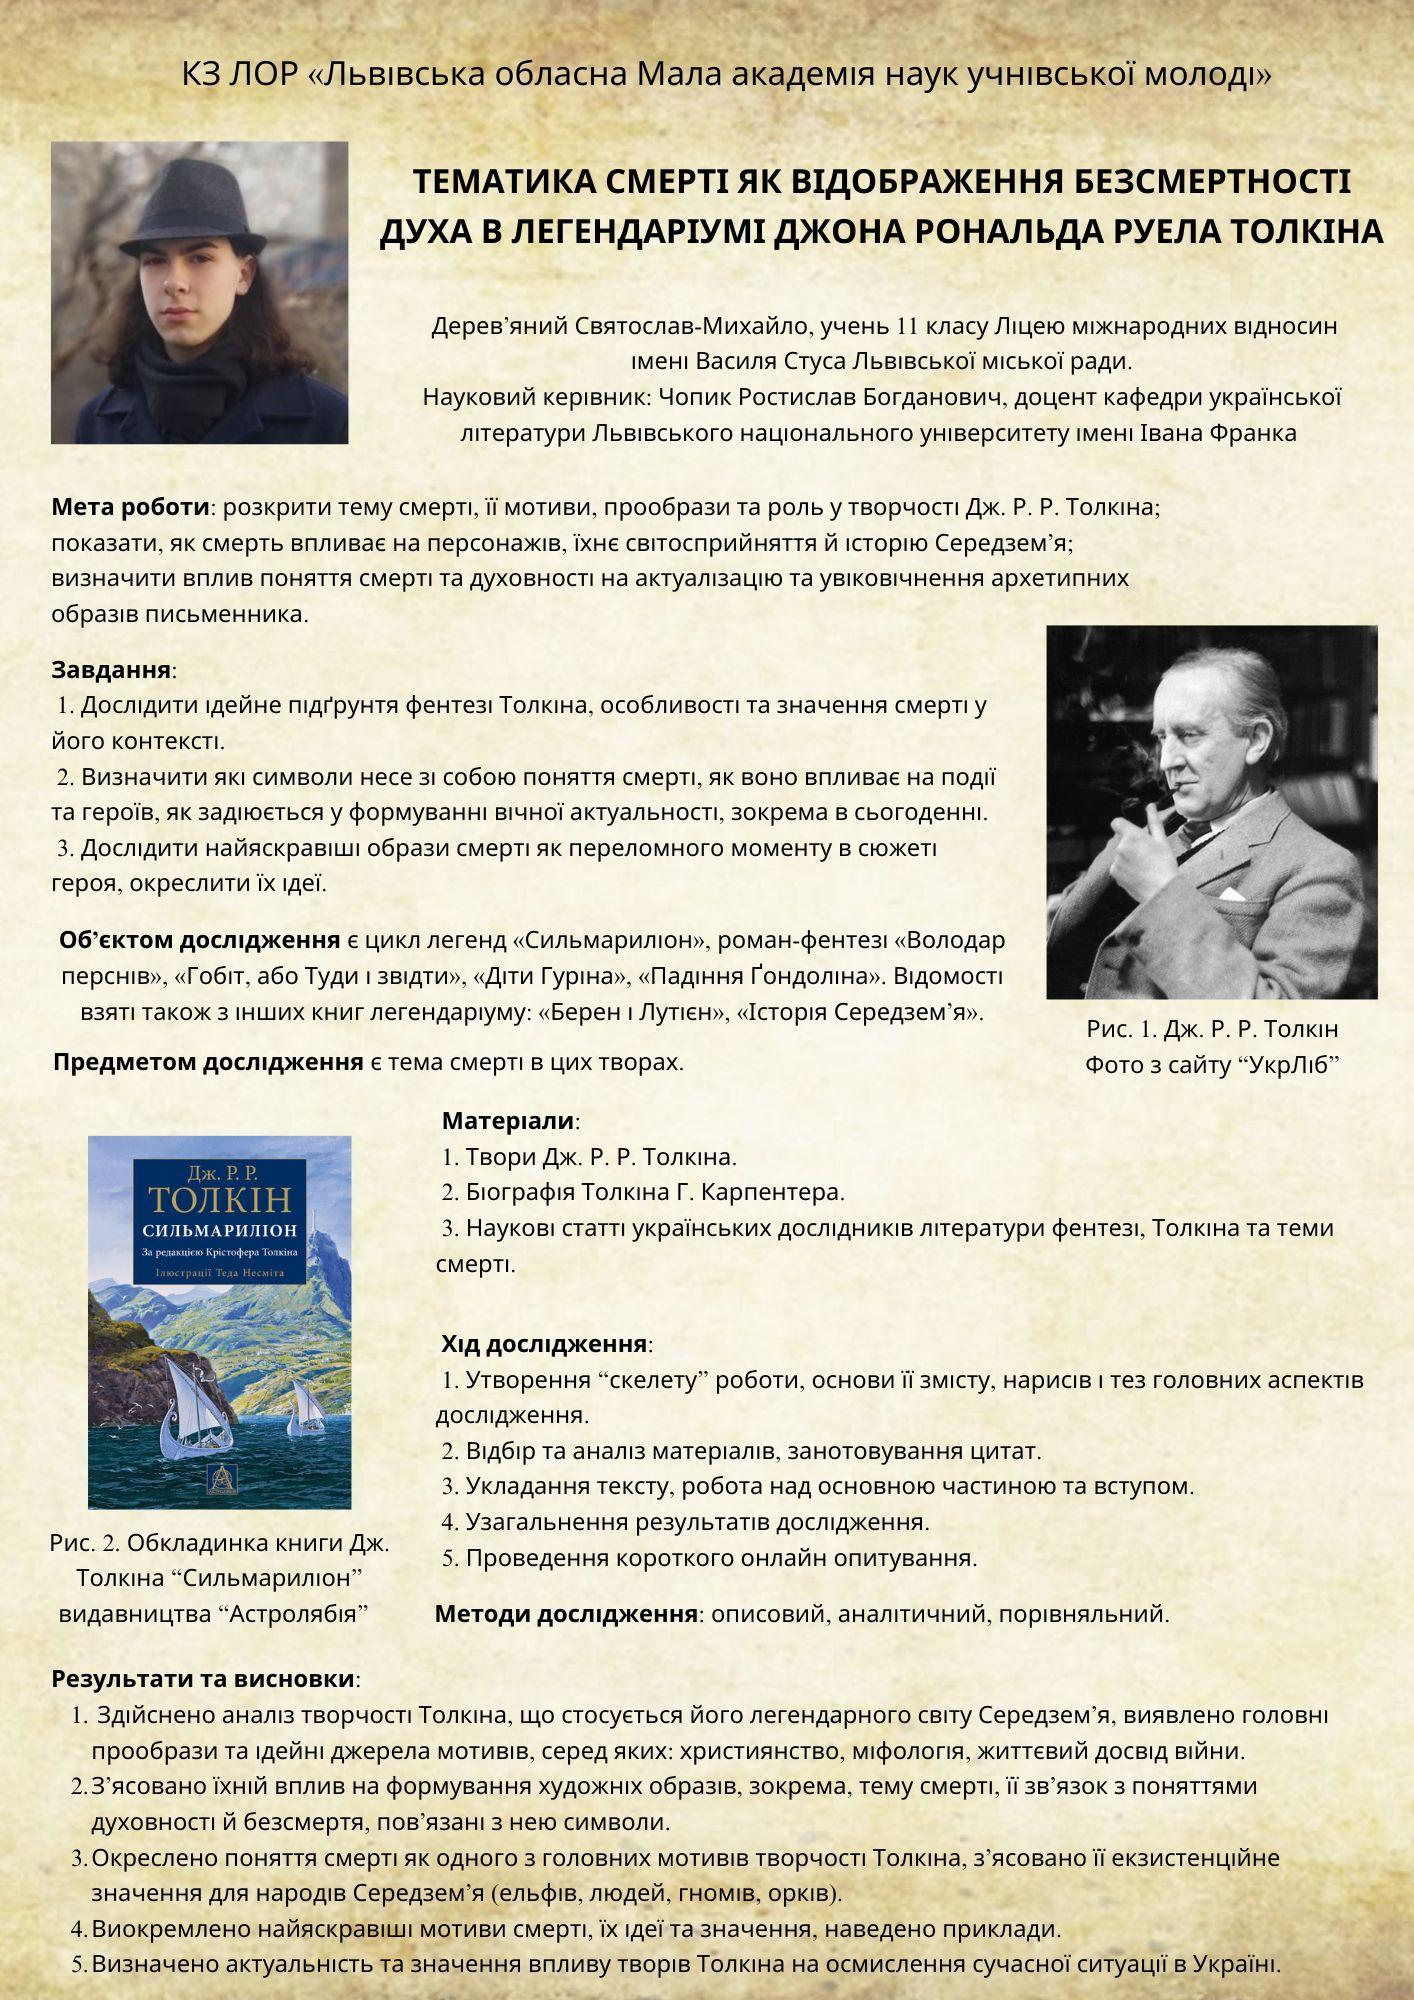 КЗ ЛОР «Львівська обласна Мала академія наук учнівської молоді»
ТЕМАТИКА СМЕРТІ ЯК ВІДОБРАЖЕННЯ БЕЗСМЕРТНОСТІ
ДУХА В ЛЕГЕНДАРІУМІ ДЖОНА РОНАЛЬДА РУЕЛА ТОЛКІНА
Дерев’яний Святослав-Михайло, учень 11 класу Ліцею міжнародних відносин
імені Василя Стуса Львівської міської ради.
Науковий керівник: Чопик Ростислав Богданович, доцент кафедри української
літератури Львівського національного університету імені Івана Франка
Мета роботи: розкрити тему смерті, її мотиви, прообрази та роль у творчості Дж. Р. Р. Толкіна;
показати, як смерть впливає на персонажів, їхнє світосприйняття й історію Середзем’я;
визначити вплив поняття смерті та духовності на актуалізацію та увіковічнення архетипних
образів письменника.
Завдання:
1. Дослідити ідейне підґрунтя фентезі Толкіна, особливості та значення смерті у
його контексті.
2. Визначити які символи несе зі собою поняття смерті, як воно впливає на події
та героїв, як задіюється у формуванні вічної актуальності, зокрема в сьогоденні.
3. Дослідити найяскравіші образи смерті як переломного моменту в сюжеті
героя, окреслити їх ідеї.
Об’єктом дослідження є цикл легенд «Сильмариліон», роман-фентезі «Володар
перснів», «Гобіт, або Туди і звідти», «Діти Гуріна», «Падіння Ґондоліна». Відомості
взяті також з інших книг легендаріуму: «Берен і Лутієн», «Історія Середзем’я».
Предметом дослідження є тема смерті в цих творах.
Рис. 1. Дж. Р. Р. Толкін
Фото з сайту “УкрЛіб”
Матеріали:
1. Твори Дж. Р. Р. Толкіна.
2. Біографія Толкіна Г. Карпентера.
3. Наукові статті українських дослідників літератури фентезі, Толкіна та теми
смерті.
Дж. Р. Р.
ТОЛКІН
СИЛЬМАРИЛІОН
За редакцією Крістофера Толкіна
Ілюстрації Теда Несміта
Рис. 2. Обкладинка книги Дж.
Толкіна “Сильмариліон”
видавництва “Астролябія”
Хід дослідження:
1. Утворення “скелету” роботи, основи її змісту, нарисів і тез головних аспектів
дослідження.
2. Відбір та аналіз матеріалів, занотовування цитат.
3. Укладання тексту, робота над основною частиною та вступом.
4. Узагальнення результатів дослідження.
5. Проведення короткого онлайн опитування.
Методи дослідження: описовий, аналітичний, порівняльний.
Результати та висновки:
1. Здійснено аналіз творчості Толкіна, що стосується його легендарного світу Середзем’я, виявлено головні
прообрази та ідейні джерела мотивів, серед яких: християнство, міфологія, життєвий досвід війни.
2. З’ясовано їхній вплив на формування художніх образів, зокрема, тему смерті, її зв’язок з поняттями
духовності й безсмертя, пов’язані з нею символи.
3. Окреслено поняття смерті як одного з головних мотивів творчості Толкіна, з’ясовано її екзистенційне
значення для народів Середзем’я (ельфів, людей, гномів, орків).
4. Виокремлено найяскравіші мотиви смерті, їх ідеї та значення, наведено приклади.
5. Визначено актуальність та значення впливу творів Толкіна на осмислення сучасної ситуації в Україні.